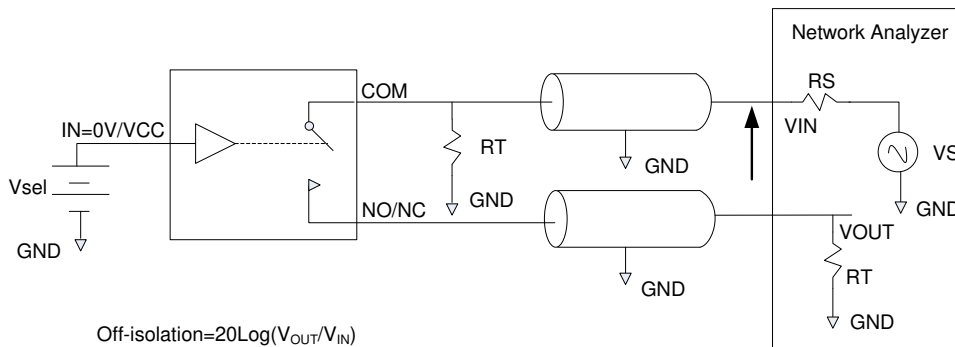 Network Analyzer
COM
RS
IN=0V/VCC
VIN
RT
VS
Vsel
GND
GND
GND
NO/NC
VOUT
GND
RT
GND
GND
Off-isolation=20Log(VOUT/VIN)